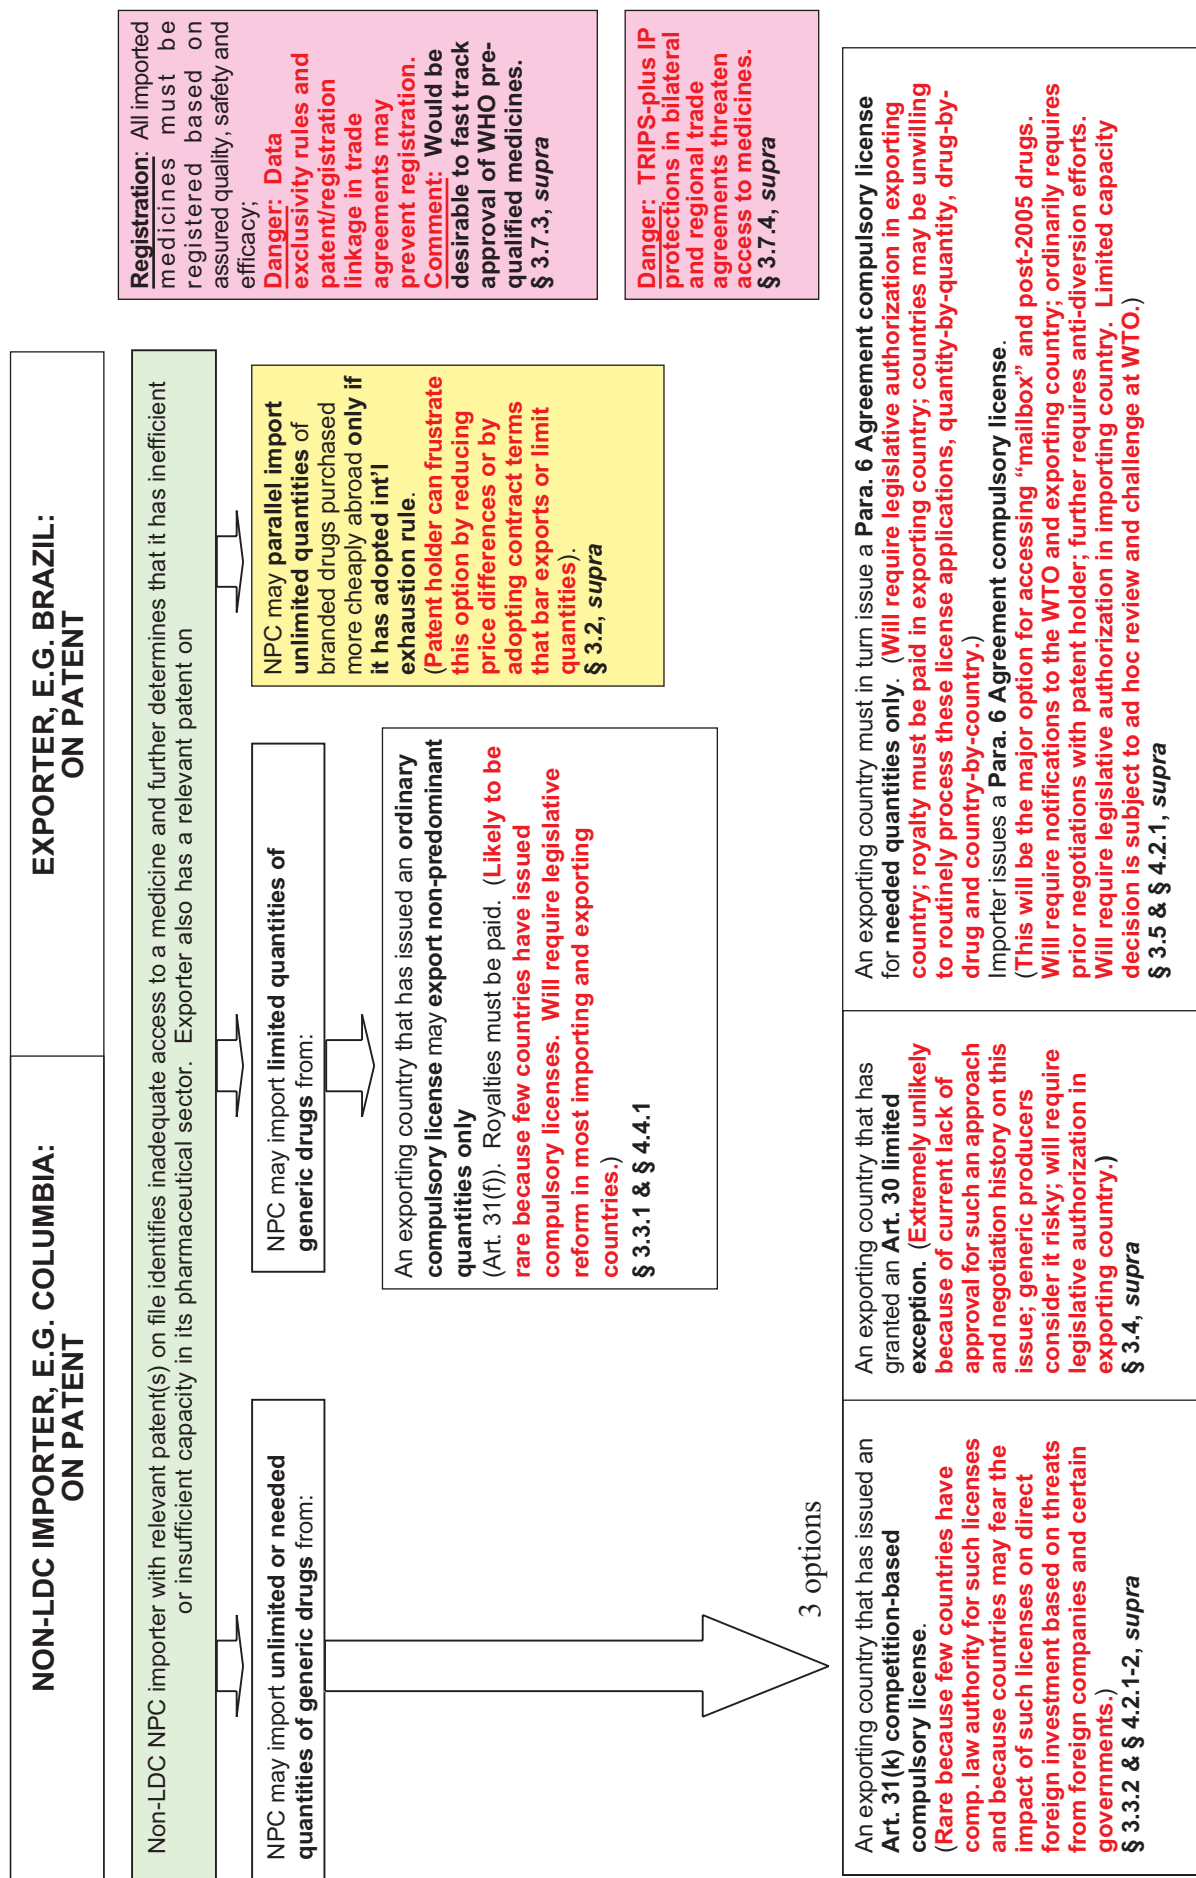 NON-LDC IMPORTER, E.G. COLUMBIA:
ON PATENT
EXPORTER, E.G. BRAZIL:
ON PATENT
Non-LDC NPC importer with relevant patent(s) on file identifies inadequate access to a medicine and further determines that it has inefficient
or insufficient capacity in its pharmaceutical sector. Exporter also has a relevant patent on
NPC may import unlimited or needed
quantities of generic drugs from:
NPC may import limited quantities of
generic drugs from:
An exporting country that has issued an ordinary
compulsory license may export non-predominant
quantities only
(Art. 31(f)). Royalties must be paid. (Likely to be
rare because few countries have issued
compulsory licenses. Will require legislative
reform in most importing and exporting
countries.)
§ 3.3.1 & § 4.4.1
NPC may parallel import
unlimited quantities of
branded drugs purchased
more cheaply abroad only if
it has adopted int'l
exhaustion rule.
(Patent holder can frustrate
this option by reducing
price differences or by
adopting contract terms
that bar exports or limit
quantities).
§ 3.2, supra
Registration: All imported
medicines must be
registered based on
assured quality, safety and
efficacy;
Danger: Data
exclusivity rules and
patent/registration
linkage in trade
agreements may
prevent registration.
Comment: Would be
desirable to fast track
approval of WHO pre-
qualified medicines.
§ 3.7.3, supra
Danger: TRIPS-plus IP
protections in bilateral
and regional trade
agreements threaten
access to medicines.
§ 3.7.4, supra
3 options
An exporting country that has issued an
Art. 31(k) competition-based
compulsory license.
(Rare because few countries have
comp. law authority for such licenses
and because countries may fear the
impact of such licenses on direct
foreign investment based on threats
from foreign companies and certain
governments.)
§ 3.3.2 & § 4.2.1-2, supra
An exporting country that has
granted an Art. 30 limited
exception. (Extremely unlikely
because of current lack of
approval for such an approach
and negotiation history on this
issue; generic producers
consider it risky; will require
legislative authorization in
exporting country.)
§ 3.4, supra
An exporting country must in turn issue a Para. 6 Agreement compulsory license
for needed quantities only. (Will require legislative authorization in exporting
country; royalty must be paid in exporting country; countries may be unwilling
to routinely process these license applications, quantity-by-quantity, drug-by-
drug and country-by-country.)
Importer issues a Para. 6 Agreement compulsory license.
(This will be the major option for accessing “mailbox” and post-2005 drugs.
Will require notifications to the WTO and exporting country; ordinarily requires
prior negotiations with patent holder; further requires anti-diversion efforts.
Will require legislative authorization in importing country. Limited capacity
decision is subject to ad hoc review and challenge at WTO.)
§ 3.5 & § 4.2.1, supra